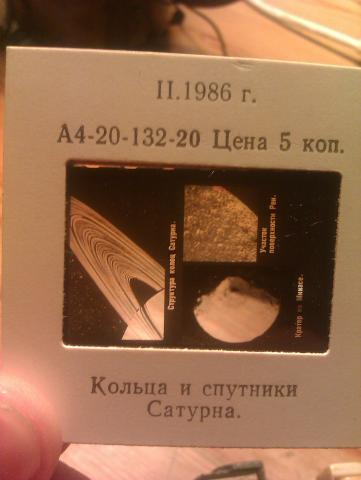 II.1986 г.
А4-20-132-20 Цена 5 коп.
Структура колец Сатурна.
Участок
поверхности Реи.
Кратер на Мимасе.
Кольца и спутники
Сатурна.